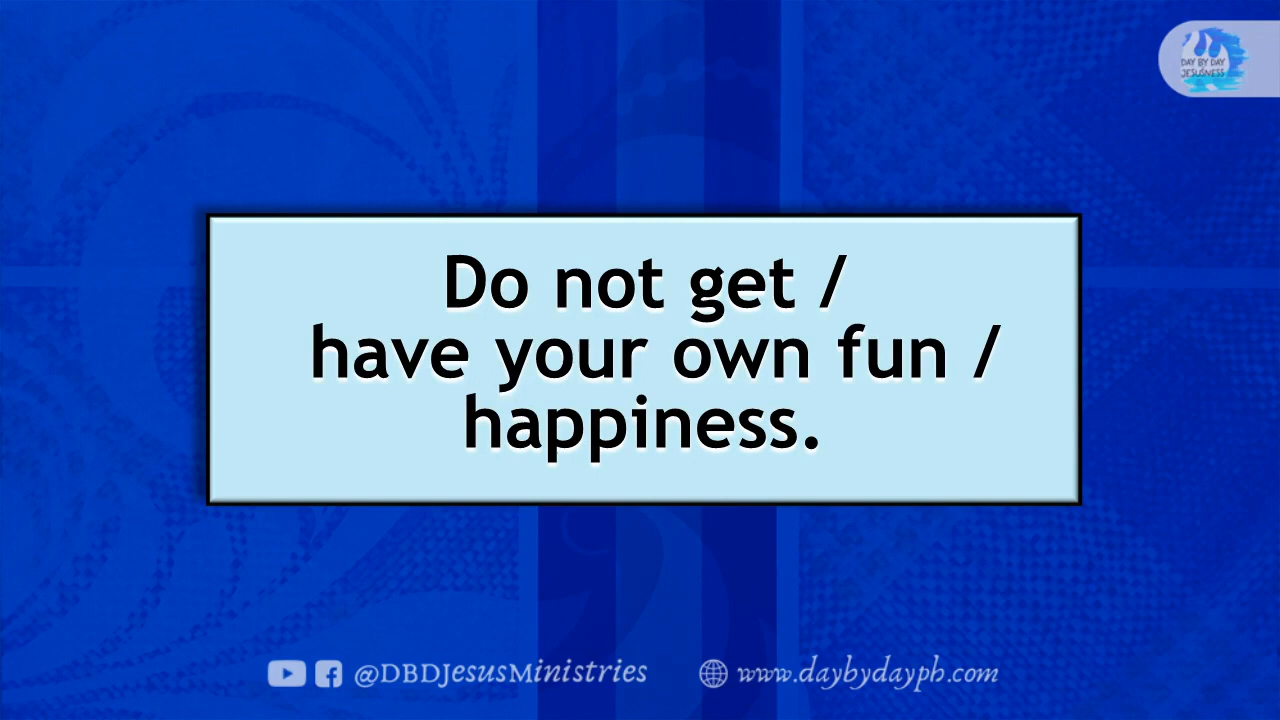 DAY BY DAY
JESUSNESS
Do not get /
have your own fun /
happiness.
@DBDJesusMinistries
www.daybydayph.com